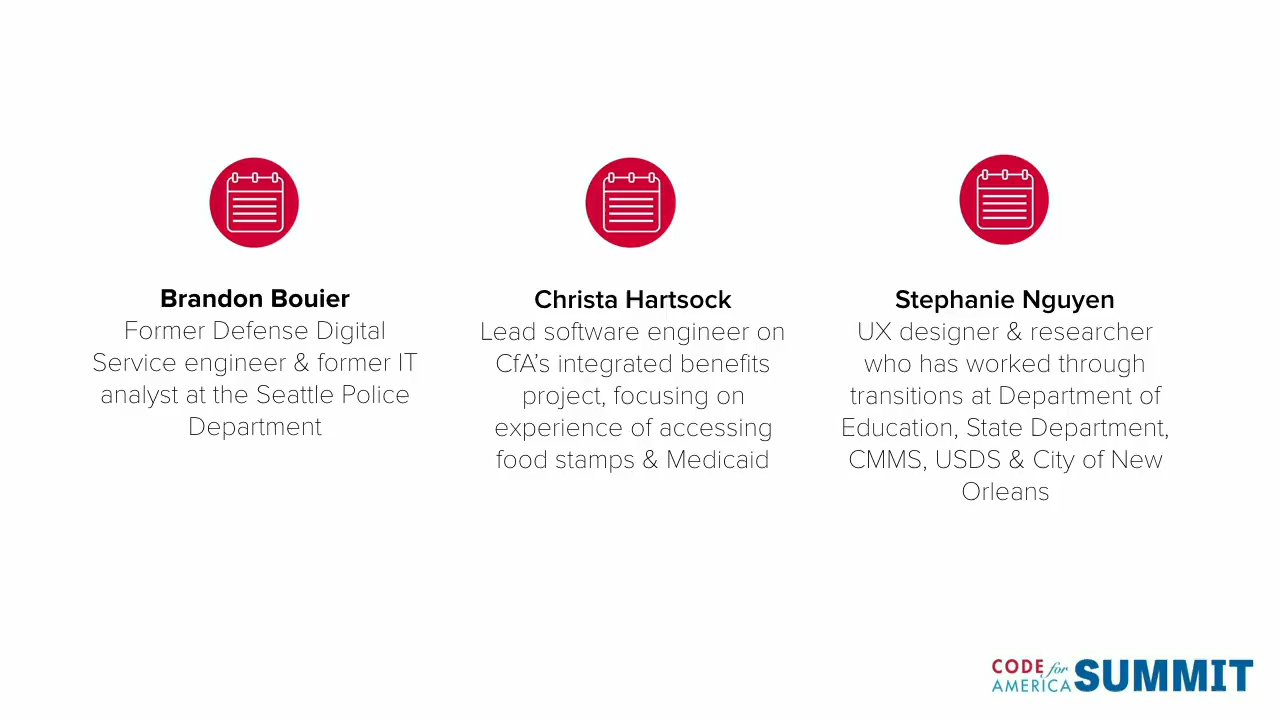 Brandon Bouier
Former Defense Digital
Service engineer & former IT
analyst at the Seattle Police
Department
Christa Hartsock
Lead software engineer on
CfA’s integrated benefits
project, focusing on
experience of accessing
food stamps & Medicaid
Stephanie Nguyen
UX designer & researcher
who has worked through
transitions at Department of
Education, State Department,
CMMS, USDS & City of New
Orleans
CODE for
AMERICA SUMMIT